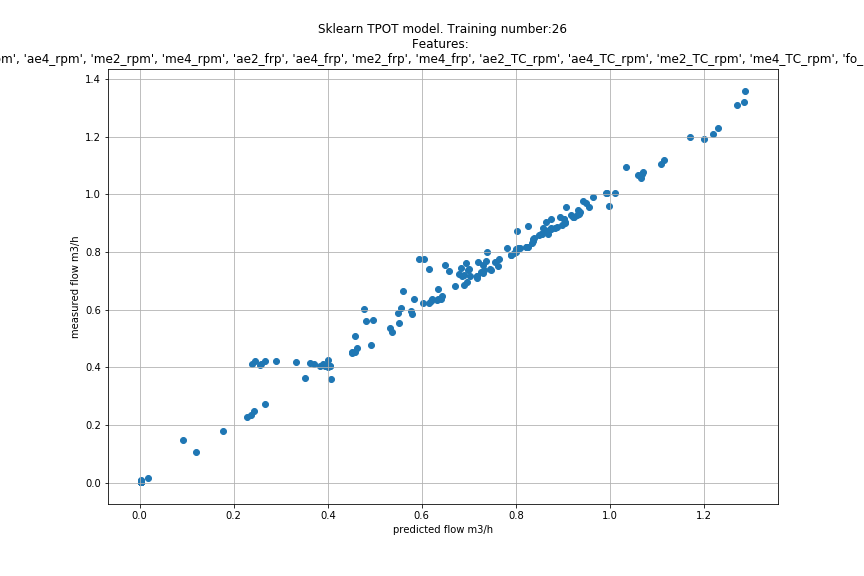 Sklearn TPOT model. Training number:26
Features:
'ae4_rpm', 'me2_rpm', 'me4_rpm', 'ae2_frp', 'ae4_frp', 'me2_frp', 'me4_frp', 'ae2_TC_rpm', 'ae4_TC_rpm', 'me2_TC_rpm', 'me4_TC_rpm', 'fo_
1.4
1.2
1.0
0.8
0.6
0.4
0.2
0.0
measured flow m3/h
0.0 0.2 0.4 0.6 0.8 1.0 1.2
predicted flow m3/h